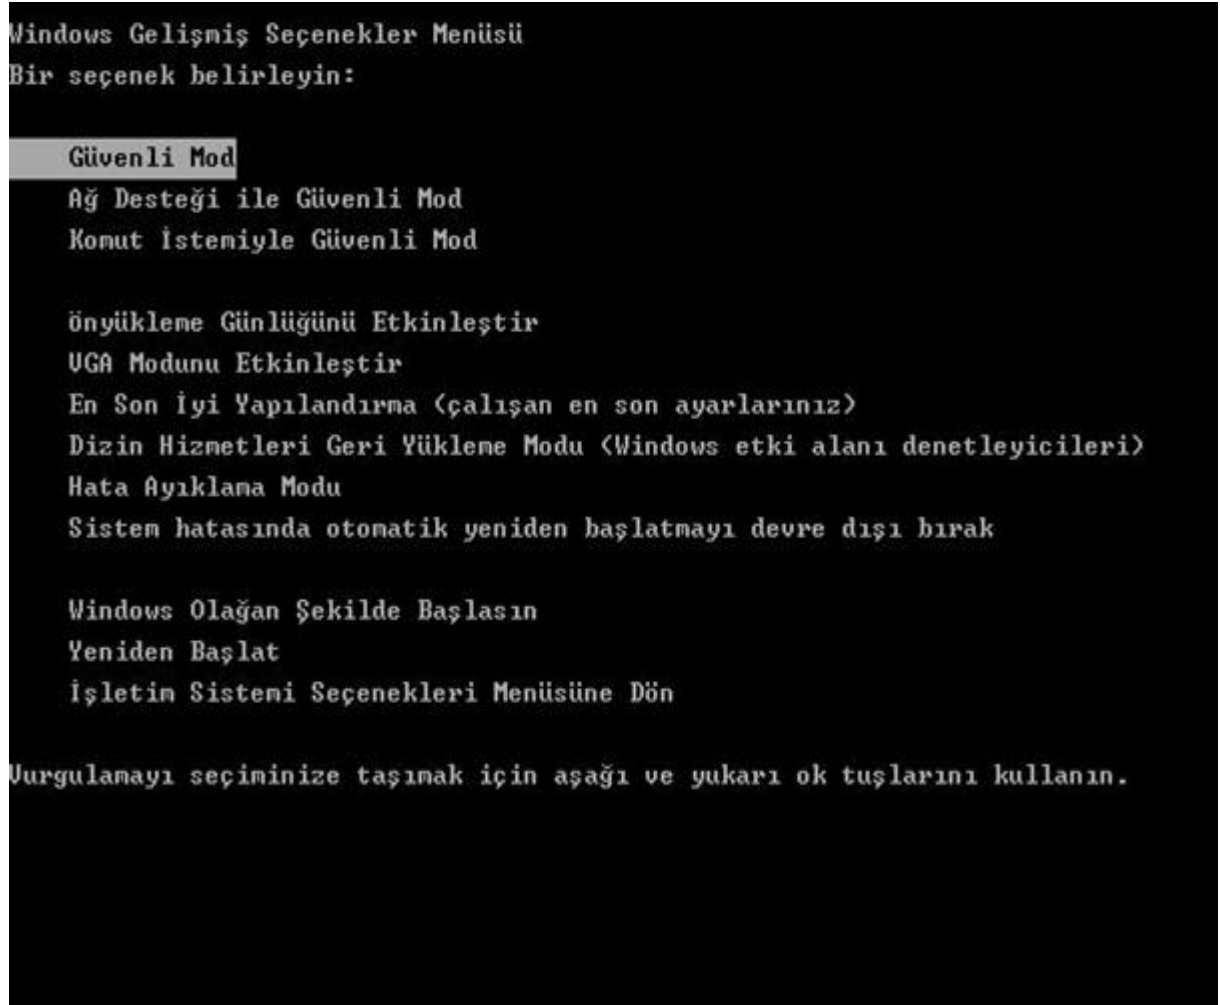 Windows Gelişmiş Seçenekler Menüsü
Bir seçenek belirleyin:
Güvenli Mod
Ağ Desteği ile Güvenli Mod
Komut İstemiyle Güvenli Mod
önyükleme Günlüğünü Etkinleştir
VGA Modunu Etkinleştir
En Son İyi Yapılandırma (çalışan en son ayarlarınız)
Dizin Hizmetleri Geri Yükleme Modu (Windows etki alanı denetleyicileri)
Hata Ayıklama Modu
Sistem hatasında otomatik yeniden başlatmayı devre dışı bırak
Windows Olağan Şekilde Başlasın
Yeniden Başlat
İşletim Sistemi Seçenekleri Menüsüne Dön
Vurgulamayı seçiminize taşımak için aşağı ve yukarı ok tuşlarını kullanın.